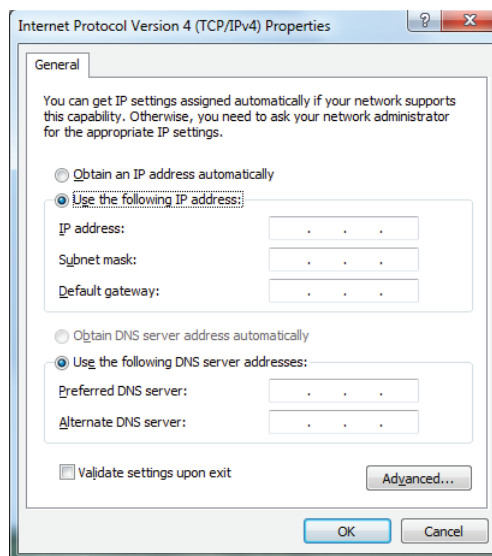 Internet Protocol Version 4 (TCP/IPv4) Properties
General
You can get IP settings assigned automatically if your network supports
this capability. Otherwise, you need to ask your network administrator
for the appropriate IP settings.
Obtain an IP address automatically
Use the following IP address:
IP address:
Subnet mask:
Default gateway:
Obtain DNS server address automatically
Use the following DNS server addresses:
Preferred DNS server:
Alternate DNS server:
Validate settings upon exit
Advanced...
OK Cancel